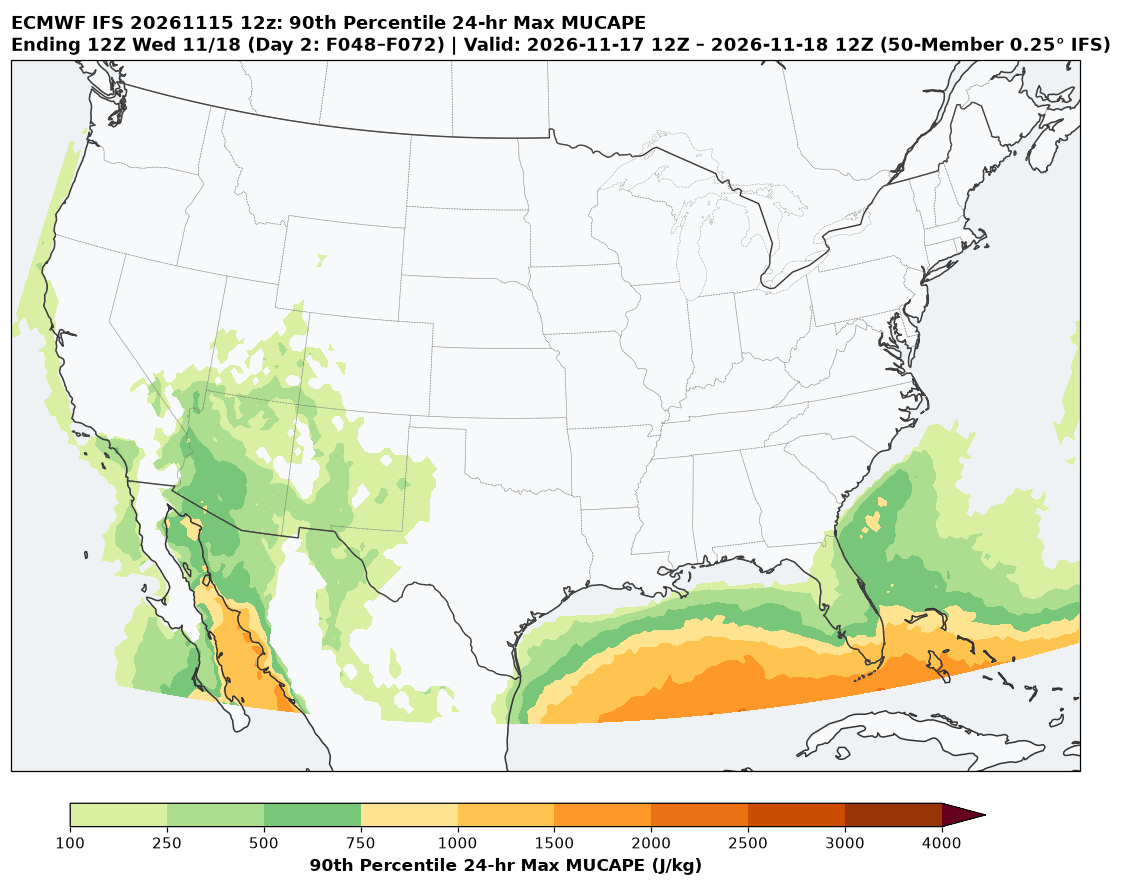 ECMWF IFS 20261115 12z: 90th Percentile 24-hr Max MUCAPE
Ending 12Z Wed 11/18 (Day 2: F048–F072) | Valid: 2026-11-17 12Z – 2026-11-18 12Z (50-Member 0.25° IFS)
100 250 500 750 1000 1500 2000 2500 3000 4000
90th Percentile 24-hr Max MUCAPE (J/kg)